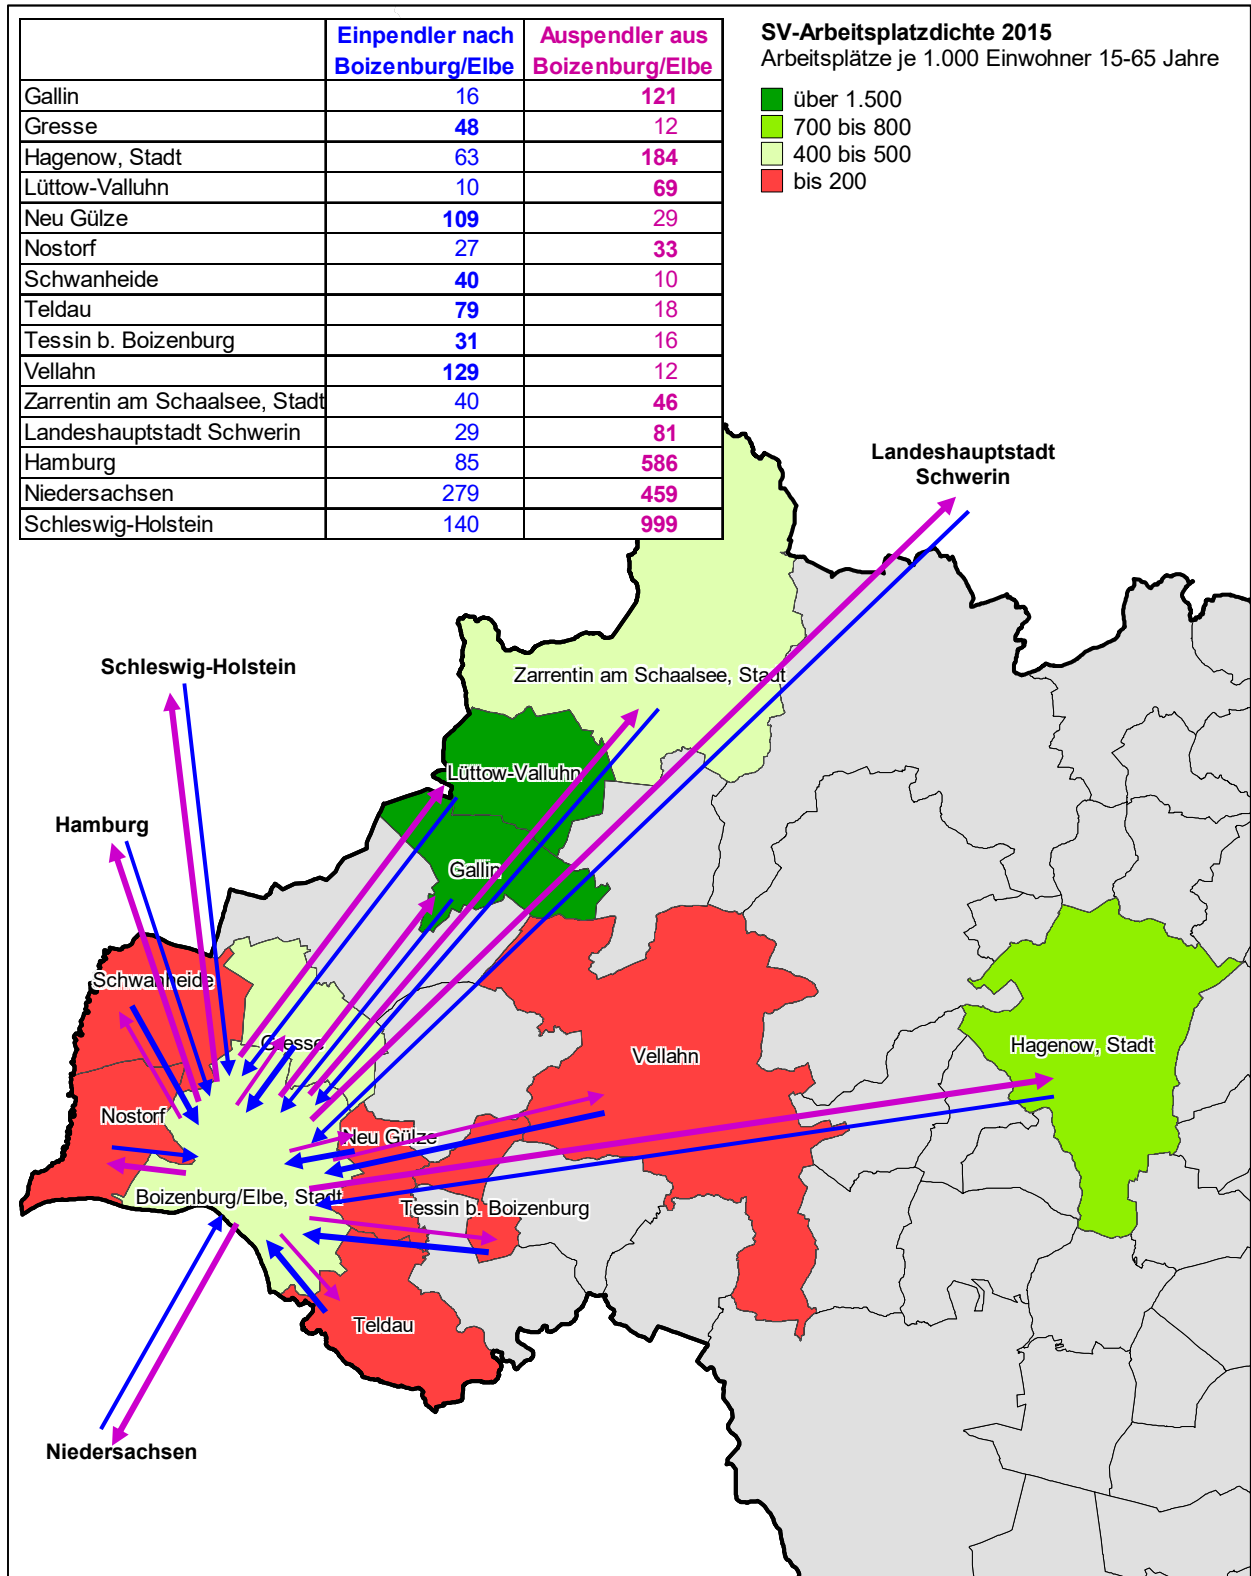 Einpendler nach Boizenburg/Elbe Auspendler aus Boizenburg/Elbe
Gallin 16 121
Gresse 48 12
Hagenow, Stadt 63 184
Lüttow-Valluhn 10 69
Neu Gülze 109 29
Nostorf 27 33
Schwanheide 40 10
Teldau 79 18
Tessin b. Boizenburg 31 16
Vellahn 129 12
Zarrentin am Schaalsee, Stadt 40 46
Landeshauptstadt Schwerin 29 81
Hamburg 85 586
Niedersachsen 279 459
Schleswig-Holstein 140 999
SV-Arbeitsplatzdichte 2015
Arbeitsplätze je 1.000 Einwohner 15-65 Jahre
über 1.500
700 bis 800
400 bis 500
bis 200
Landeshauptstadt
Schwerin
Schleswig-Holstein
Zarrentin am Schaalsee, Stadt
Lüttow-Valluhn
Hamburg
Gallin
Schwanheide
Gresse
Vellahn
Hagenow, Stadt
Nostorf
Neu Gülze
Boizenburg/Elbe, Stadt
Tessin b. Boizenburg
Teldau
Niedersachsen